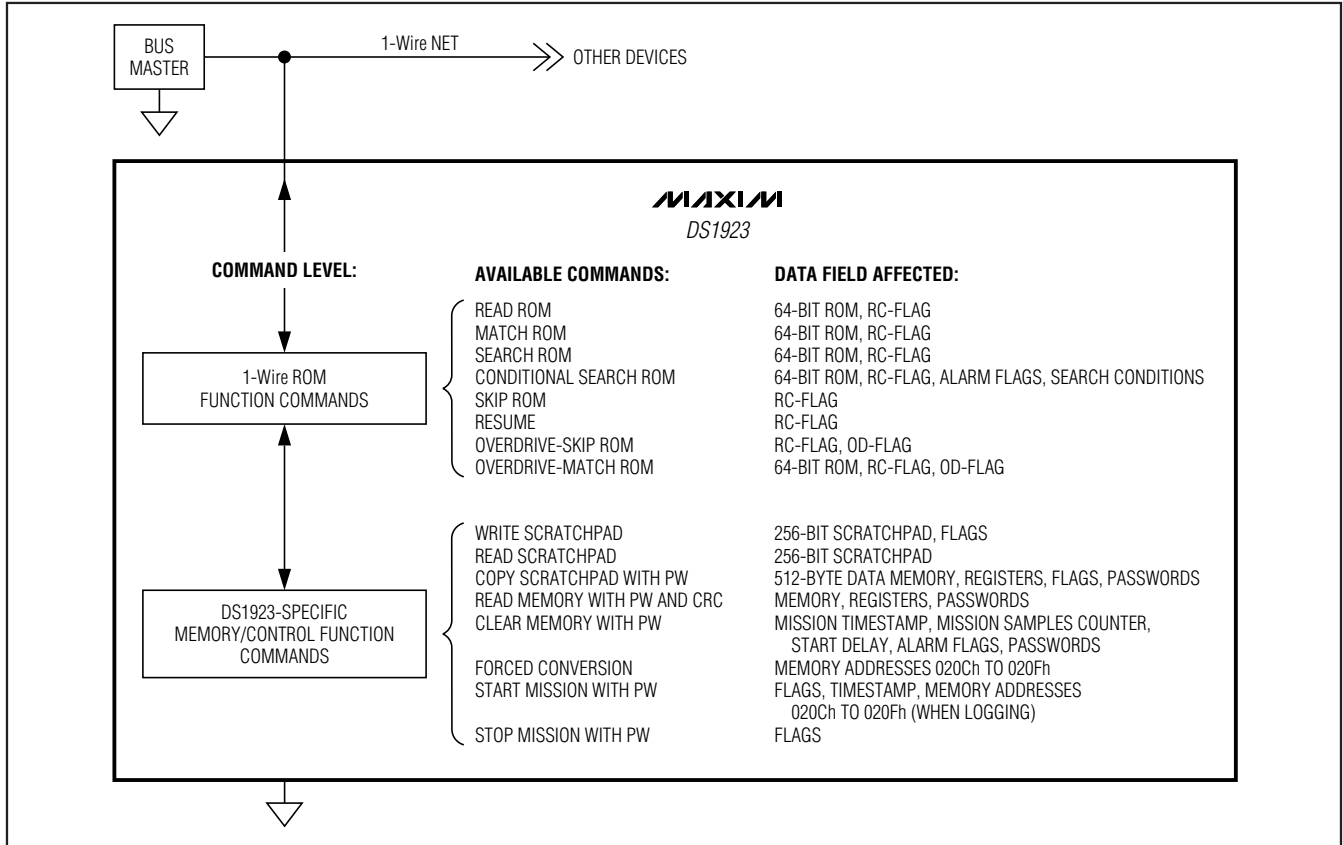 BUS
MASTER
1-Wire NET
OTHER DEVICES
MAXIM
DS1923
COMMAND LEVEL:
AVAILABLE COMMANDS:
DATA FIELD AFFECTED:
1-Wire ROM
FUNCTION COMMANDS
READ ROM 64-BIT ROM, RC-FLAG
MATCH ROM 64-BIT ROM, RC-FLAG
SEARCH ROM 64-BIT ROM, RC-FLAG
CONDITIONAL SEARCH ROM 64-BIT ROM, RC-FLAG, ALARM FLAGS, SEARCH CONDITIONS
SKIP ROM RC-FLAG
RESUME RC-FLAG
OVERDRIVE-SKIP ROM RC-FLAG, OD-FLAG
OVERDRIVE-MATCH ROM 64-BIT ROM, RC-FLAG, OD-FLAG
DS1923-SPECIFIC
MEMORY/CONTROL FUNCTION
COMMANDS
WRITE SCRATCHPAD 256-BIT SCRATCHPAD, FLAGS
READ SCRATCHPAD 256-BIT SCRATCHPAD
COPY SCRATCHPAD WITH PW 512-BYTE DATA MEMORY, REGISTERS, FLAGS, PASSWORDS
READ MEMORY WITH PW AND CRC MEMORY, REGISTERS, PASSWORDS
CLEAR MEMORY WITH PW MISSION TIMESTAMP, MISSION SAMPLES COUNTER,
START DELAY, ALARM FLAGS, PASSWORDS
FORCED CONVERSION MEMORY ADDRESSES 020Ch TO 020Fh
START MISSION WITH PW FLAGS, TIMESTAMP, MEMORY ADDRESSES
020Ch TO 020Fh (WHEN LOGGING)
STOP MISSION WITH PW FLAGS